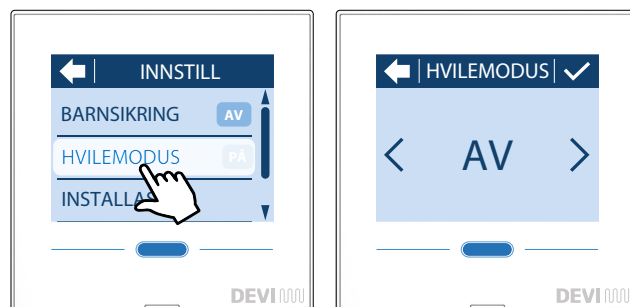 INNSTILL
BARNSIKRING AV
HVILEMODUS PÅ
DEVI
HVILEMODUS
AV
DEVI